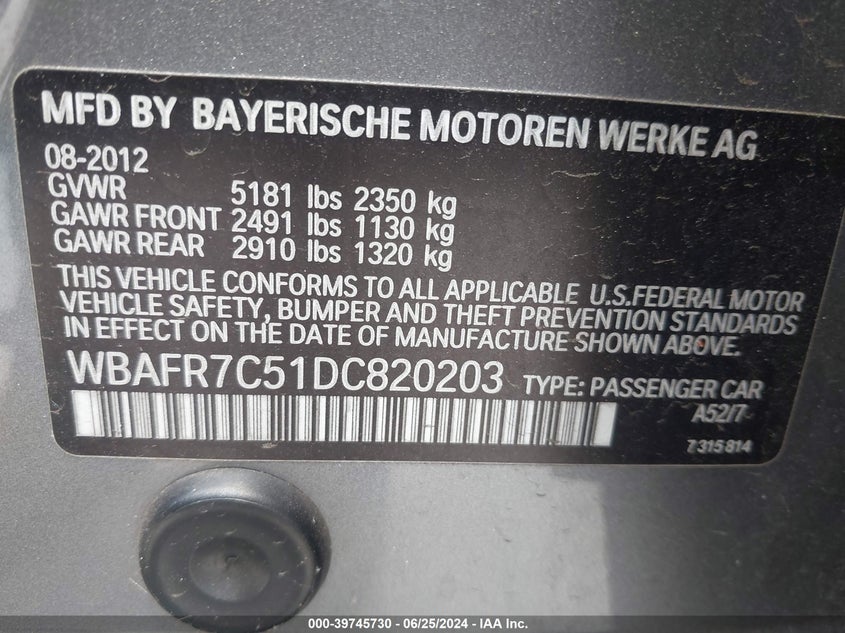 MFD BY BAYERISCHE MOTOREN WERKE AG
08-2012
GVWR 5181 lbs 2350 kg
GAWR FRONT 2491 lbs 1130 kg
GAWR REAR 2910 lbs 1320 kg
THIS VEHICLE CONFORMS TO ALL APPLICABLE U.S.FEDERAL MOTOR
VEHICLE SAFETY, BUMPER AND THEFT PREVENTION STANDARDS
IN EFFECT ON THE DATE OF MANUFACTURE SHOWN ABOVE.
WBAFR7C51DC820203 TYPE: PASSENGER CAR
A52/7
7 315 814
000-39745730 - 06/25/2024 - IAA Inc.